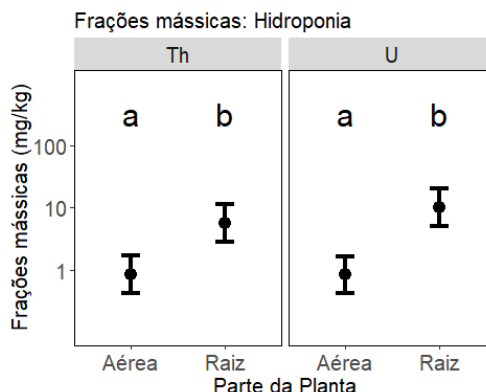 Frações mássicas: Hidroponia
Th U
a b a b
Frações mássicas (mg/kg)
100
10
1
Aérea Raiz Aérea Raiz
Parte da Planta